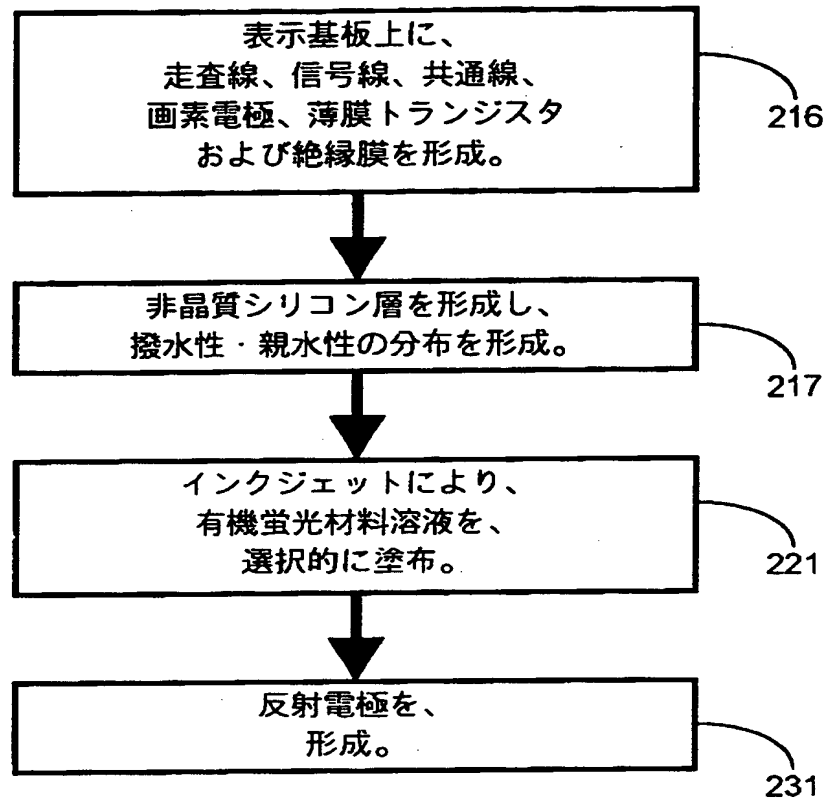 表示基板上に、
走査線、信号線、共通線、
画素電極、薄膜トランジスタ
および絶縁膜を形成。
216
非晶質シリコン層を形成し、
撥水性・親水性の分布を形成。
217
インクジェットにより、
有機蛍光材料溶液を、
選択的に塗布。
221
反射電極を、
形成。
231